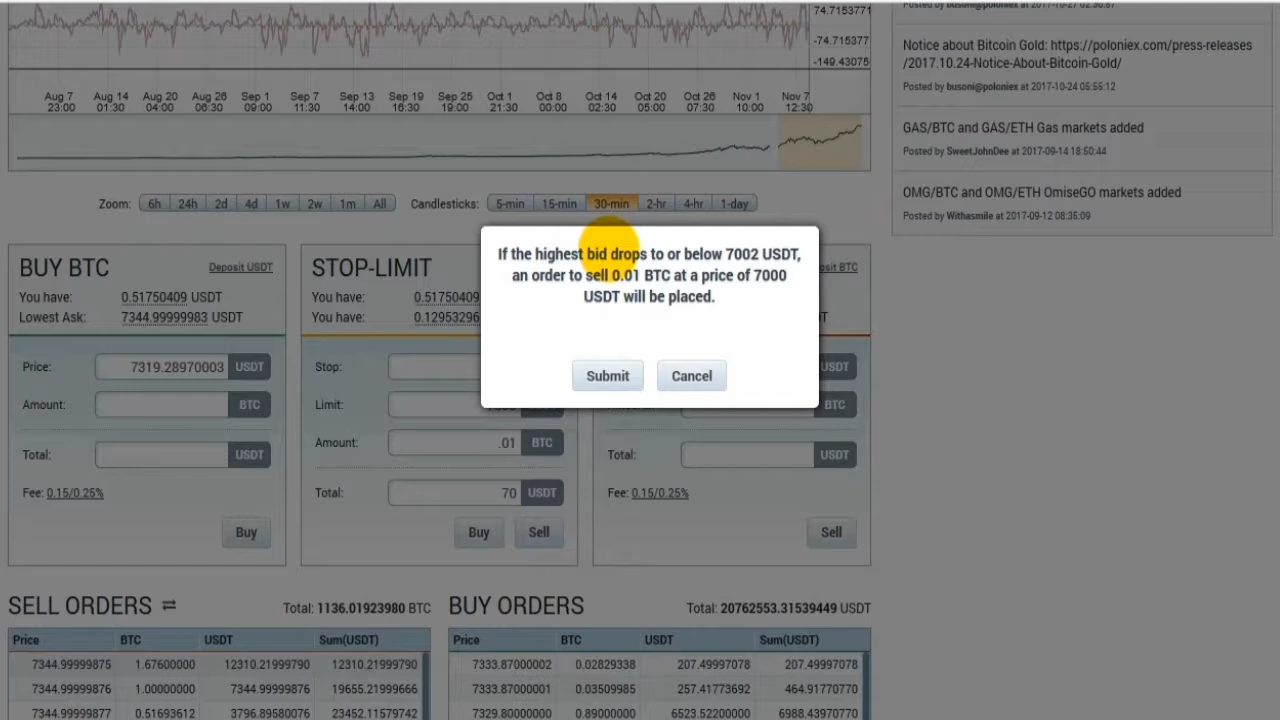 74.7153771
-74.715377
-149.43075
Aug 7 Aug 14 Aug 20 Aug 26 Sep 1 Sep 7 Sep 13 Sep 19 Sep 25 Oct 1 Oct 8 Oct 14 Oct 20 Oct 26 Nov 1 Nov 7
23:00 01:30 04:00 06:30 09:00 11:30 14:00 16:30 19:00 21:30 00:00 02:30 05:00 07:30 10:00 12:30
Posted by busoni@poloniex at 2017-10-27 02:30:87
Notice about Bitcoin Gold: https://poloniex.com/press-releases
/2017.10.24-Notice-About-Bitcoin-Gold/
Posted by busoni@poloniex at 2017-10-24 05:55:12
GAS/BTC and GAS/ETH Gas markets added
Posted by SweetJohnDee at 2017-09-14 18:50:44
OMG/BTC and OMG/ETH OmiseGO markets added
Posted by Withasmile at 2017-09-12 08:35:09
Zoom: 6h 24h 2d 4d 1w 2w 1m All Candlesticks: 5-min 15-min 30-min 2-hr 4-hr 1-day
If the highest bid drops to or below 7002 USDT,
an order to sell 0.01 BTC at a price of 7000
USDT will be placed.
Submit Cancel
BUY BTC Deposit USDT
You have: 0.51750409 USDT
Lowest Ask: 7344.99999983 USDT
Price: 7319.28970003 USDT
Amount: BTC
Total: USDT
Fee: 0.15/0.25%
Buy
STOP-LIMIT
You have: 0.51750409
You have: 0.12953296
Stop:
Limit:
Amount: .01 BTC
Total: 70 USDT
Buy Sell
osit BTC
USDT
BTC
Total: USDT
Fee: 0.15/0.25%
Sell
SELL ORDERS Total: 1136.01923980 BTC
Price BTC USDT Sum(USDT)
7344.99999875 1.67600000 12310.21999790 12310.21999790
7344.99999876 1.00000000 7344.99999876 19655.21999666
7344.99999877 0.51693612 3796.89580076 23452.11579742
BUY ORDERS Total: 20762553.31539449 USDT
Price BTC USDT Sum(USDT)
7333.87000002 0.02829338 207.49997078 207.49997078
7333.87000001 0.03509985 257.41773692 464.91770770
7329.80000000 0.89000000 6523.52200000 6988.43970770